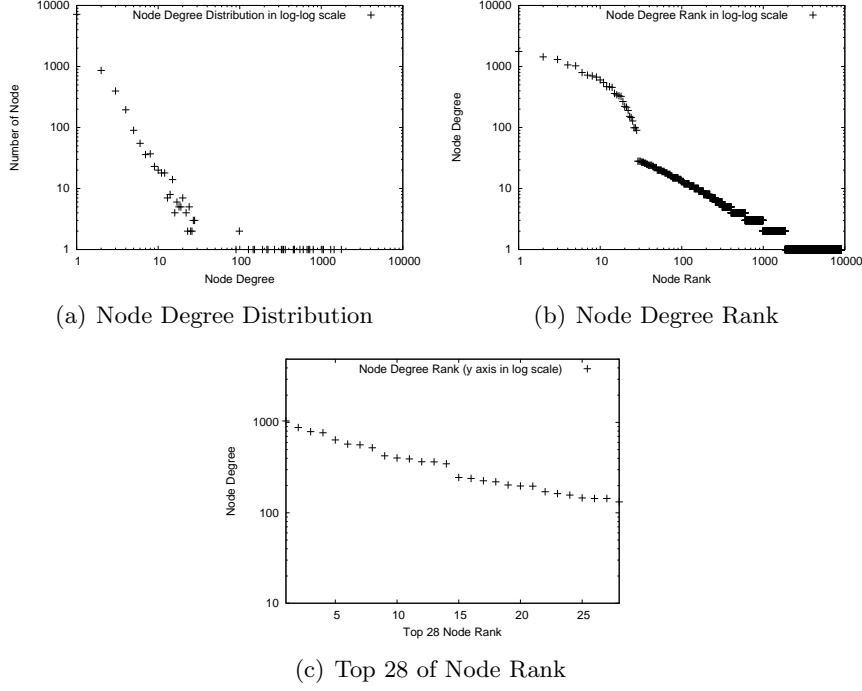 10000
1000
100
10
1
1 10 100 1000 10000
Number of Node
Node Degree
Node Degree Distribution in log-log scale
(a) Node Degree Distribution
10000
1000
100
10
1
1 10 100 1000 10000
Node Degree
Node Rank
Node Degree Rank in log-log scale
(b) Node Degree Rank
1000
100
10
5 10 15 20 25
Node Degree
Top 28 Node Rank
Node Degree Rank (y axis in log scale)
(c) Top 28 of Node Rank